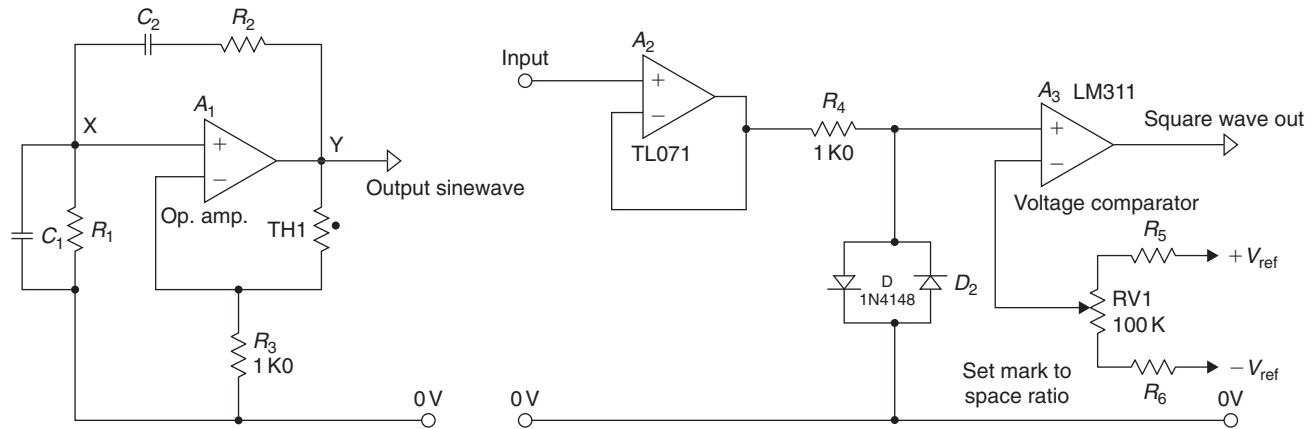 C2
R2
A1
X
+
−
Y
Output sinewave
Op. amp.
C1
R1
TH1
R3
1 K0
0 V
Input
A2
+
−
TL071
R4
1 K0
A3
LM311
+
−
Square wave out
Voltage comparator
D
1N4148
D2
R5
+Vref
RV1
100 K
−Vref
R6
Set mark to
space ratio
0 V
0V